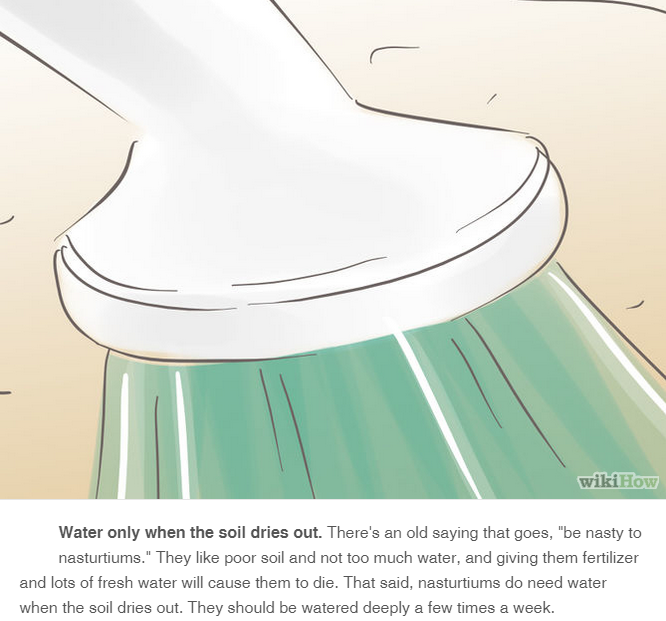 wikiHow
Water only when the soil dries out. There's an old saying that goes, "be nasty to
nasturtiums." They like poor soil and not too much water, and giving them fertilizer
and lots of fresh water will cause them to die. That said, nasturtiums do need water
when the soil dries out. They should be watered deeply a few times a week.